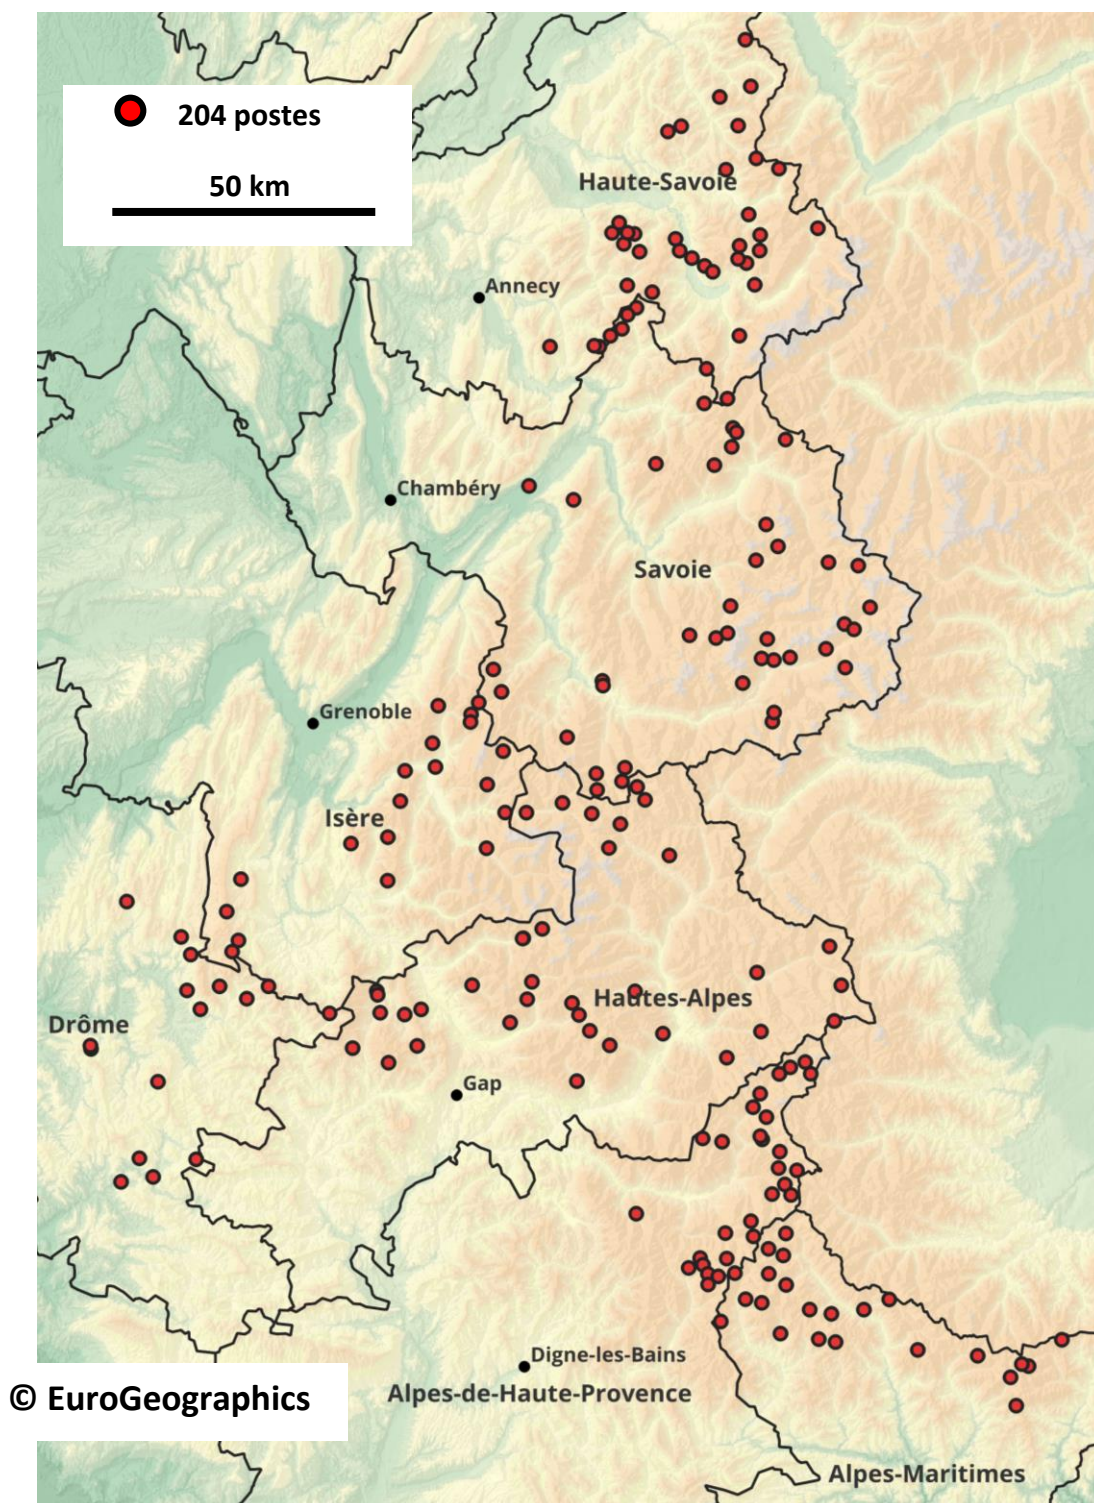 204 postes
50 km
Haute-Savoie
Annecy
Chambéry
Savoie
Grenoble
Isère
Hautes-Alpes
Drôme
Gap
Digne-les-Bains
Alpes-de-Haute-Provence
© EuroGeographics
Alpes-Maritimes